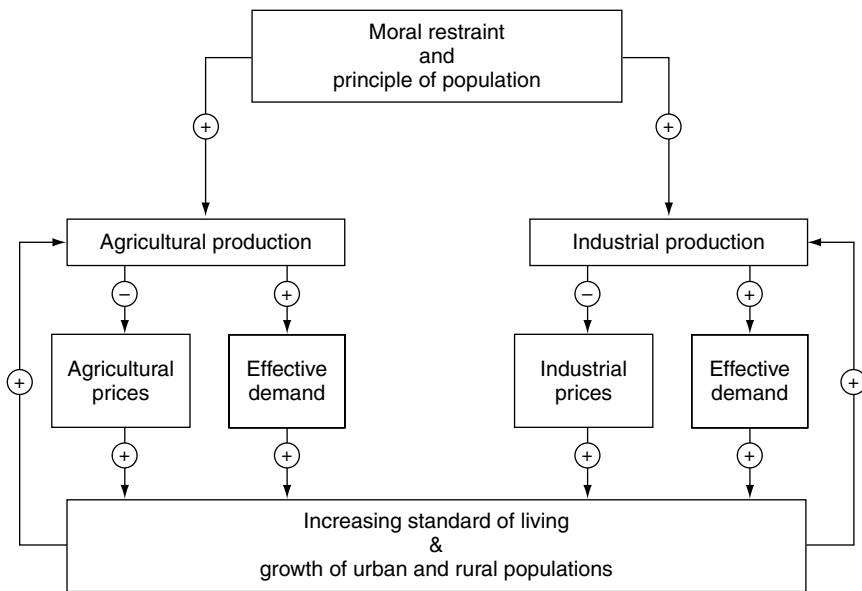 Moral restraint
and
principle of population
+
+
Agricultural production
Industrial production
−
+
−
+
Agricultural
prices
Effective
demand
Industrial
prices
Effective
demand
+
+
+
+
+
+
Increasing standard of living
&
growth of urban and rural populations